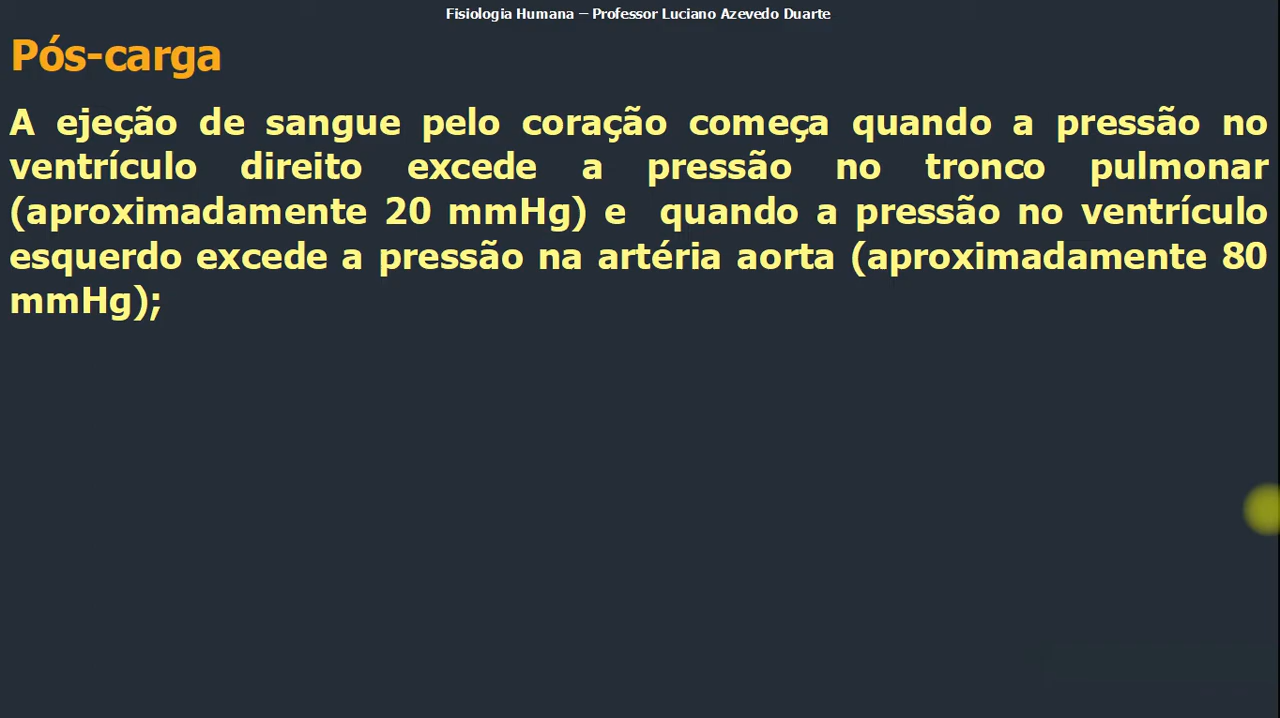 Fisiologia Humana – Professor Luciano Azevedo Duarte
Pós-carga
A ejeção de sangue pelo coração começa quando a pressão no
ventrículo direito excede a pressão no tronco pulmonar
(aproximadamente 20 mmHg) e quando a pressão no ventrículo
esquerdo excede a pressão na artéria aorta (aproximadamente 80
mmHg);